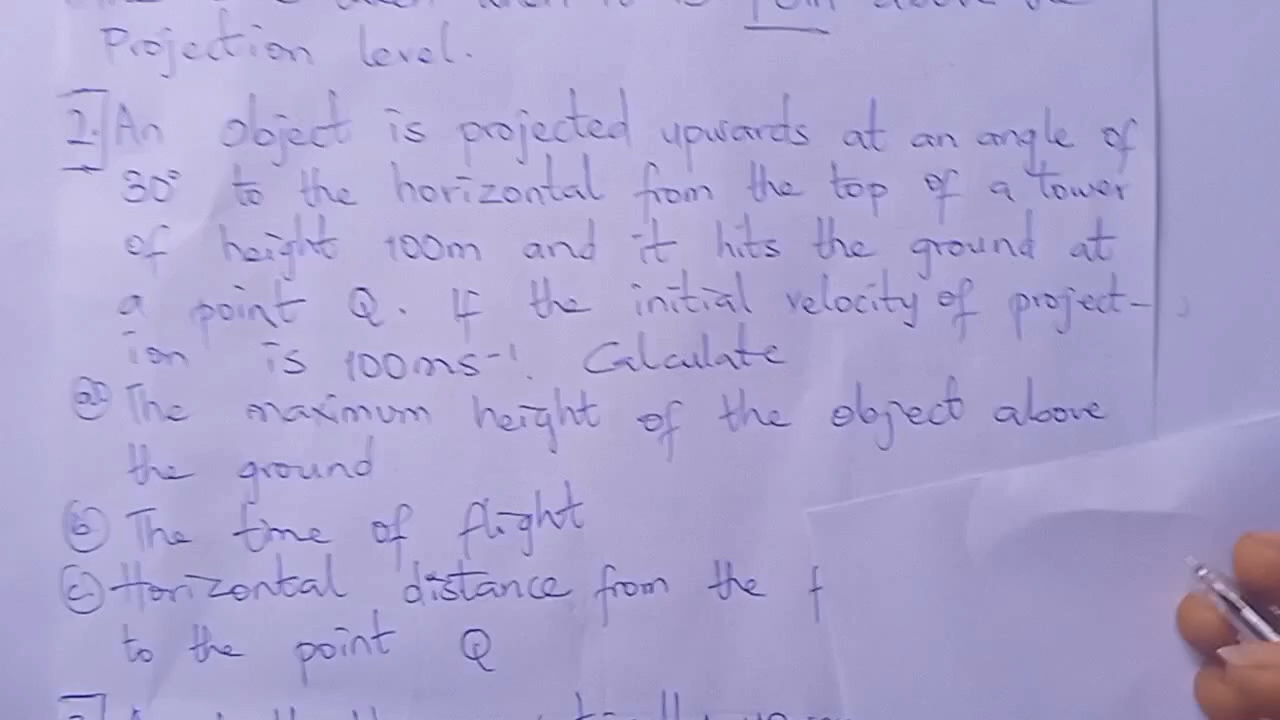 Projection level.
2. An object is projected upwards at an angle of
30° to the horizontal from the top of a tower
of height 100m and it hits the ground at
a point Q. If the initial velocity of project-
ion is 100ms⁻¹. Calculate
a) The maximum height of the object above
the ground
b) The time of flight
c) Horizontal distance from the
to the point Q